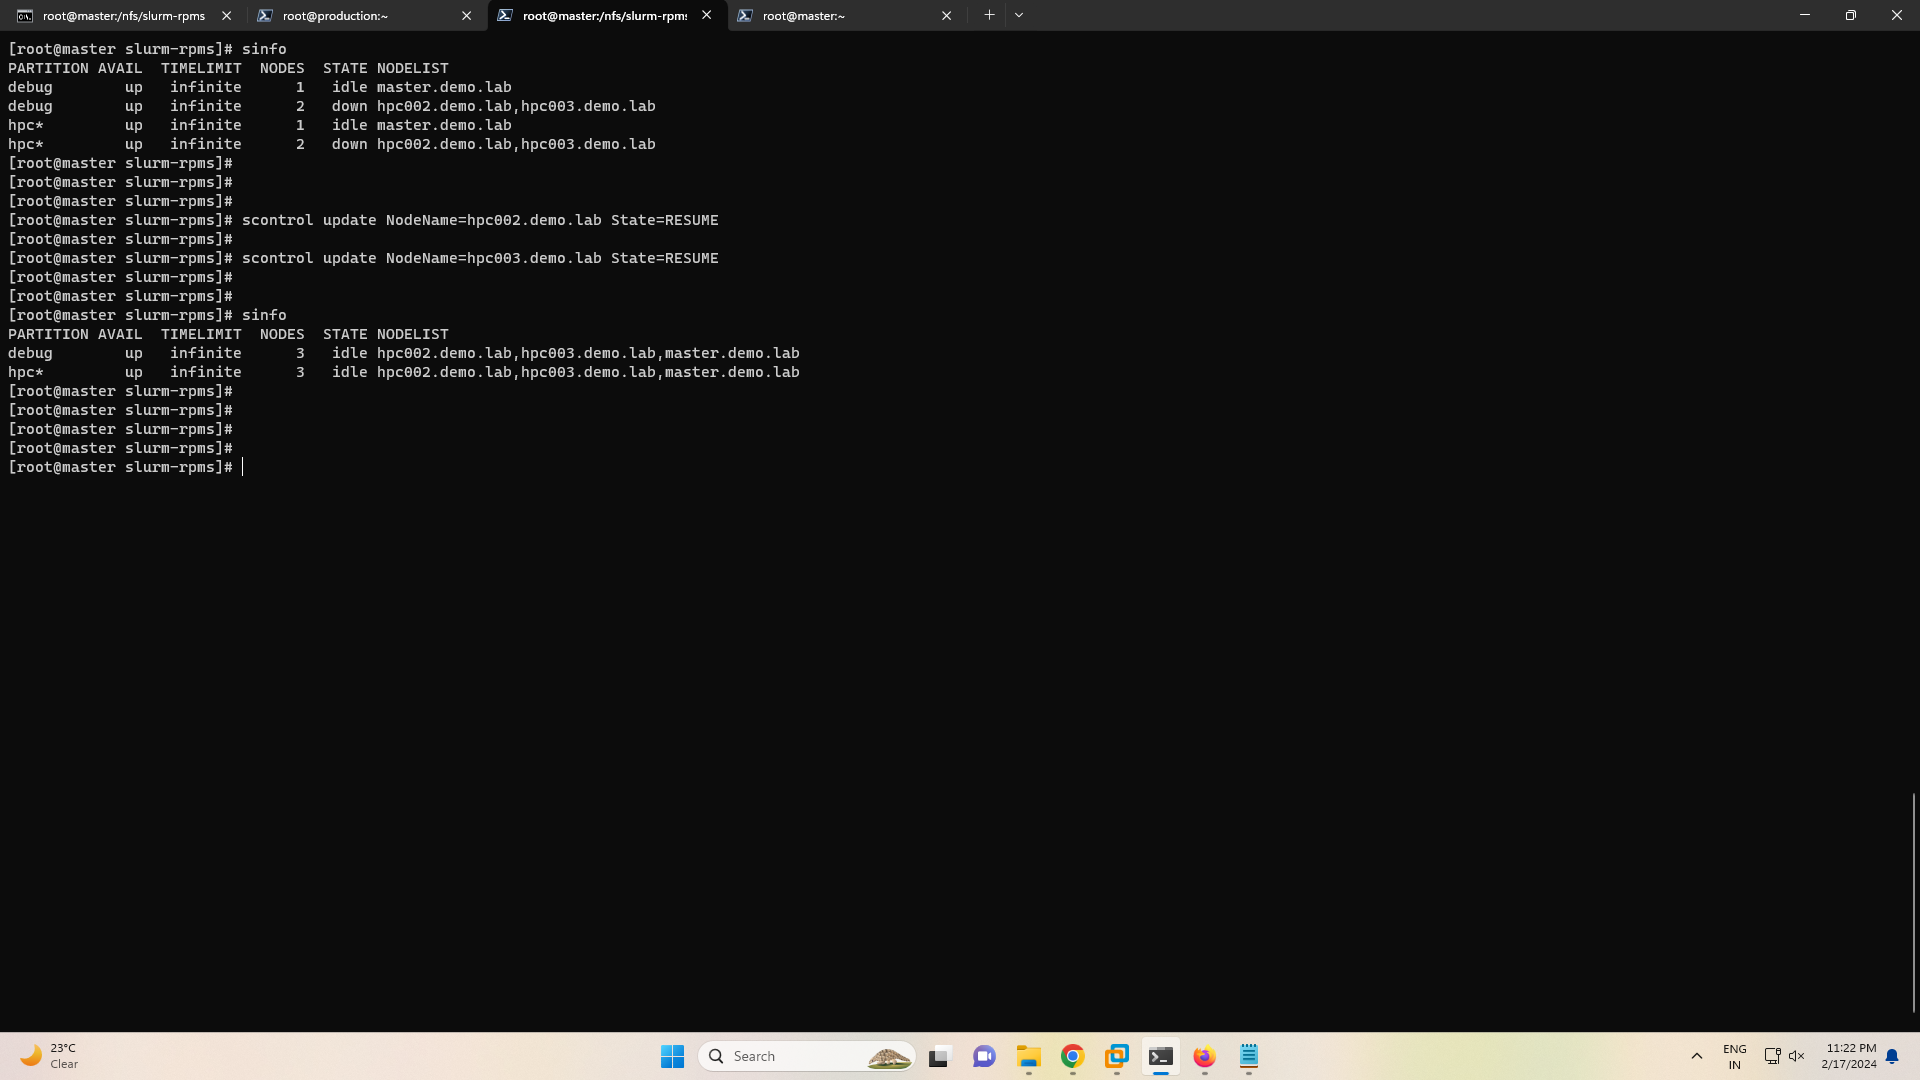 root@master:/nfs/slurm-rpms root@production:~ root@master:/nfs/slurm-rpms root@master:~
[root@master slurm-rpms]# sinfo
PARTITION AVAIL  TIMELIMIT  NODES  STATE NODELIST
debug        up   infinite      1   idle master.demo.lab
debug        up   infinite      2   down hpc002.demo.lab,hpc003.demo.lab
hpc*         up   infinite      1   idle master.demo.lab
hpc*         up   infinite      2   down hpc002.demo.lab,hpc003.demo.lab
[root@master slurm-rpms]#
[root@master slurm-rpms]#
[root@master slurm-rpms]#
[root@master slurm-rpms]# scontrol update NodeName=hpc002.demo.lab State=RESUME
[root@master slurm-rpms]#
[root@master slurm-rpms]# scontrol update NodeName=hpc003.demo.lab State=RESUME
[root@master slurm-rpms]#
[root@master slurm-rpms]#
[root@master slurm-rpms]# sinfo
PARTITION AVAIL  TIMELIMIT  NODES  STATE NODELIST
debug        up   infinite      3   idle hpc002.demo.lab,hpc003.demo.lab,master.demo.lab
hpc*         up   infinite      3   idle hpc002.demo.lab,hpc003.demo.lab,master.demo.lab
[root@master slurm-rpms]#
[root@master slurm-rpms]#
[root@master slurm-rpms]#
[root@master slurm-rpms]#
[root@master slurm-rpms]#
23°C
Clear
Search
ENG
IN
11:22 PM
2/17/2024